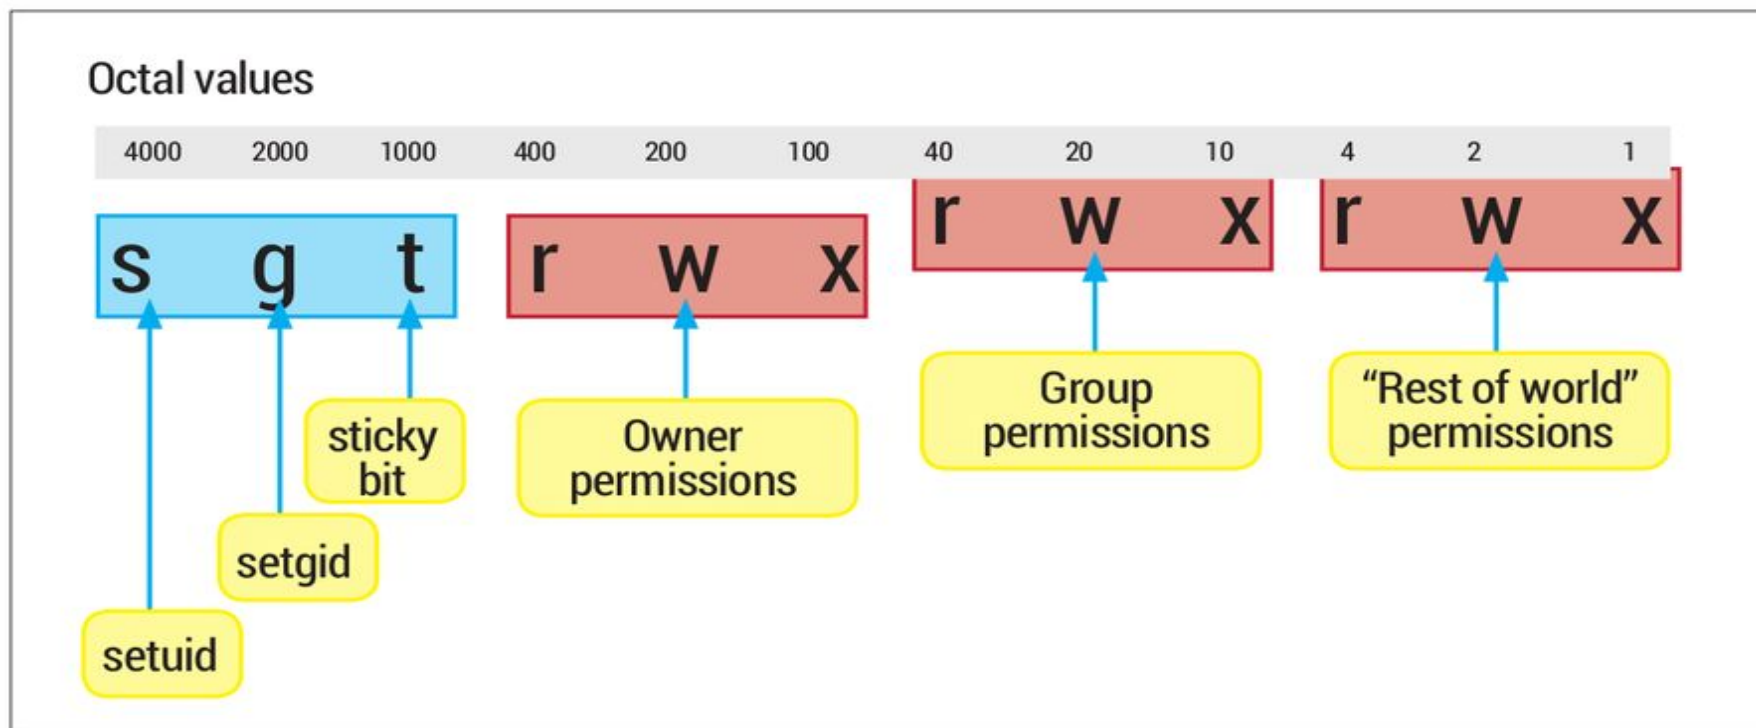 Octal values
4000 2000 1000 400 200 100 40 20 10 4 2 1
s g t r w x r w x r w x
sticky
bit
Owner
permissions
Group
permissions
“Rest of world”
permissions
setgid
setuid